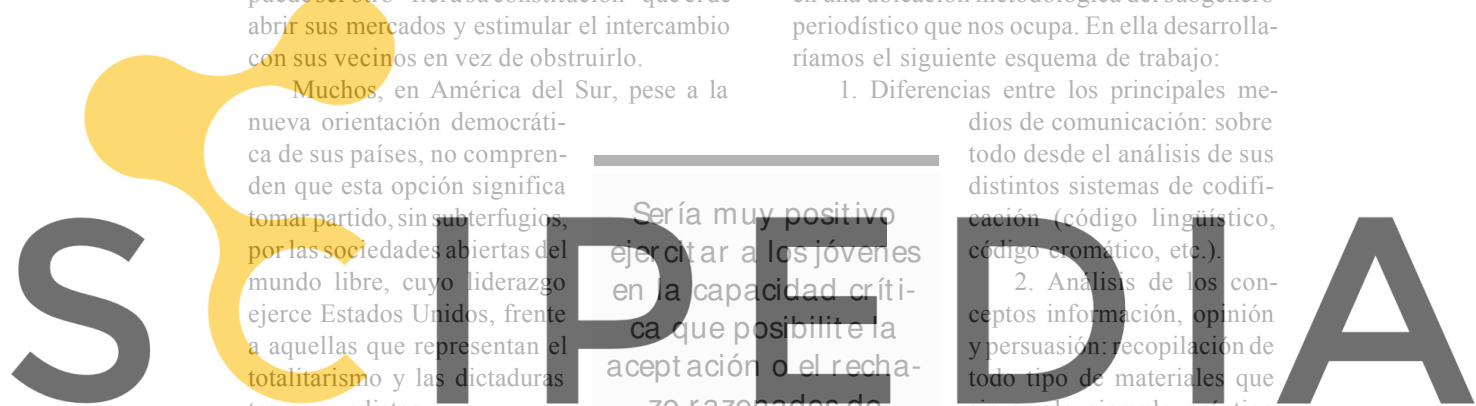 abrir sus mercados y estimular el intercambio
con sus vecinos en vez de obstruirlo.
Muchos, en América del Sur, pese a la
nueva orientación democráti-
ca de sus países, no compren-
den que esta opción significa
tomar partido, sin subterfugios,
por las sociedades abiertas del
mundo libre, cuyo liderazgo
ejerce Estados Unidos, frente
a aquellas que representan el
totalitarismo y las dictaduras
Sería muy positivo
ejercitar a los jóvenes
en la capacidad críti-
ca que posibilite la
aceptación o el recha-
zo razonados de
periodístico que nos ocupa. En ella desarrolla-
ríamos el siguiente esquema de trabajo:
1. Diferencias entre los principales me-
dios de comunicación: sobre
todo desde el análisis de sus
distintos sistemas de codifi-
cación (código lingüístico,
código cromático, etc.).
2. Análisis de los con-
ceptos información, opinión
y persuasión: recopilación de
todo tipo de materiales que
SCIPEDIA